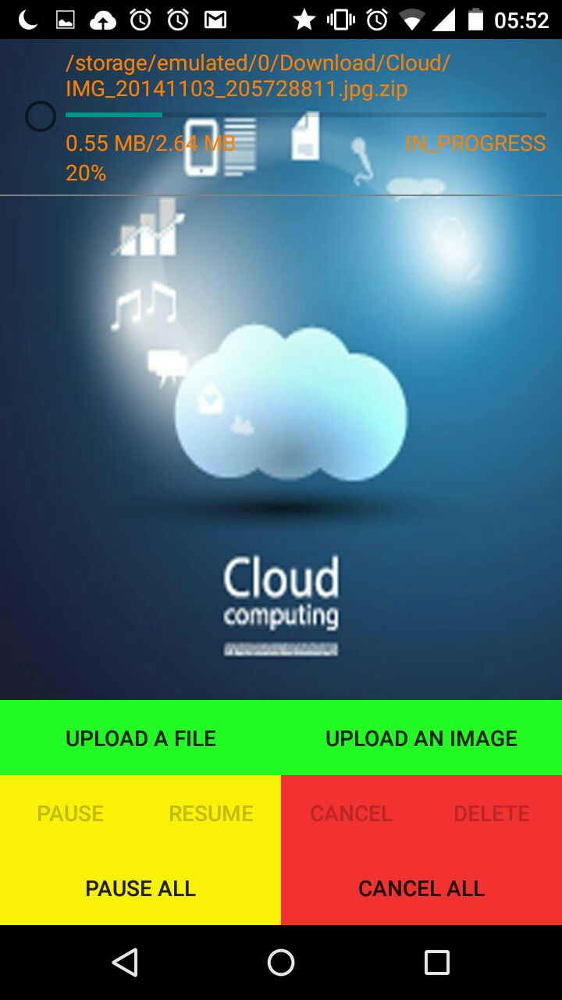 05:52
/storage/emulated/0/Download/Cloud/
IMG_20141103_205728811.jpg.zip
0.55 MB/2.64 MB IN_PROGRESS
20%
Cloud
computing
UPLOAD A FILE UPLOAD AN IMAGE
PAUSE RESUME CANCEL DELETE
PAUSE ALL CANCEL ALL